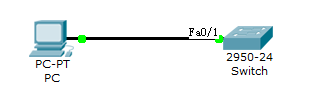 Fa0/1
PC-PT
PC
2950-24
Switch